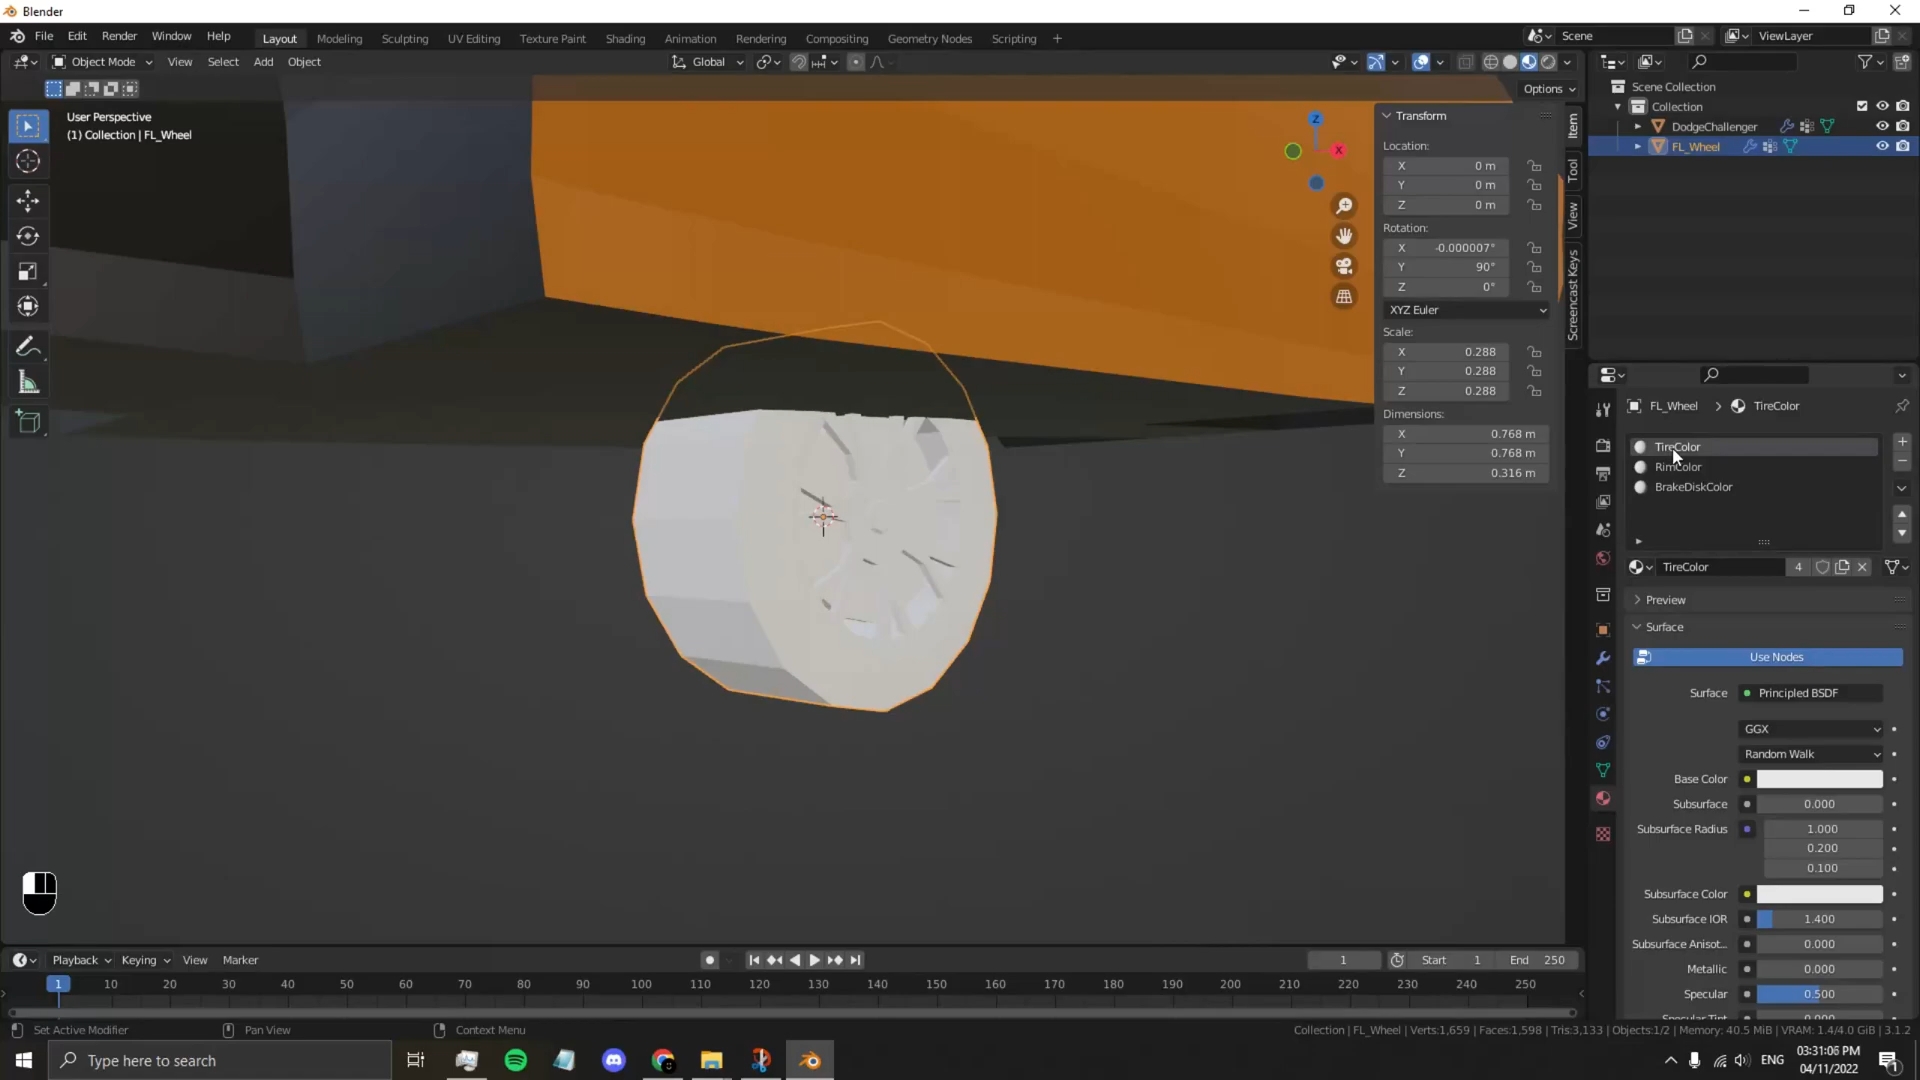 Blender
File Edit Render Window Help
Layout Modeling Sculpting UV Editing Texture Paint Shading Animation Rendering Compositing Geometry Nodes Scripting +
Scene
ViewLayer
Object Mode View Select Add Object
Global
Options
User Perspective
(1) Collection | FL_Wheel
Z
X
Transform
Location:
X 0 m
Y 0 m
Z 0 m
Rotation:
X -0.000007°
Y 90°
Z 0°
XYZ Euler
Scale:
X 0.288
Y 0.288
Z 0.288
Dimensions:
X 0.768 m
Y 0.768 m
Z 0.316 m
Item
Tool
View
Screencast Keys
Scene Collection
Collection
DodgeChallenger
FL_Wheel
FL_Wheel > TireColor
TireColor
RimColor
BrakeDiskColor
TireColor 4
Preview
Surface
Use Nodes
Surface Principled BSDF
GGX
Random Walk
Base Color
Subsurface 0.000
Subsurface Radius 1.000
0.200
0.100
Subsurface Color
Subsurface IOR 1.400
Subsurface Anisot... 0.000
Metallic 0.000
Specular 0.500
Playback Keying View Marker
1 Start 1 End 250
1 10 20 30 40 50 60 70 80 90 100 110 120 130 140 150 160 170 180 190 200 210 220 230 240 250
Set Active Modifier Pan View Context Menu
Collection | FL_Wheel | Verts:1,659 | Faces:1,598 | Tris:3,133 | Objects:1/2 | Memory: 40.5 MiB | VRAM: 1.4/4.0 GiB | 3.1.2
Type here to search
ENG
03:31:06 PM
04/11/2022
1